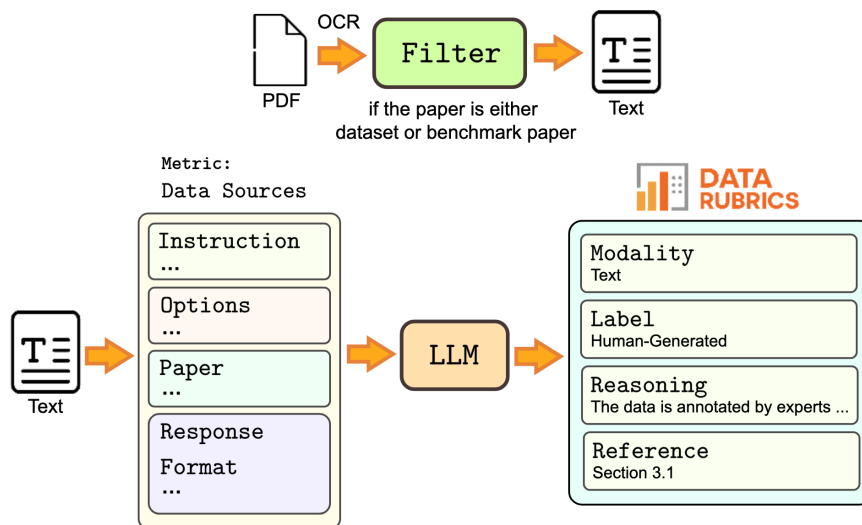 OCR
Filter
PDF
if the paper is either
dataset or benchmark paper
T
Text
Metric:
Data Sources
Instruction
...
Options
...
Paper
...
Response
Format
...
T
Text
LLM
DATA
RUBRICS
Modality
Text
Label
Human-Generated
Reasoning
The data is annotated by experts ...
Reference
Section 3.1